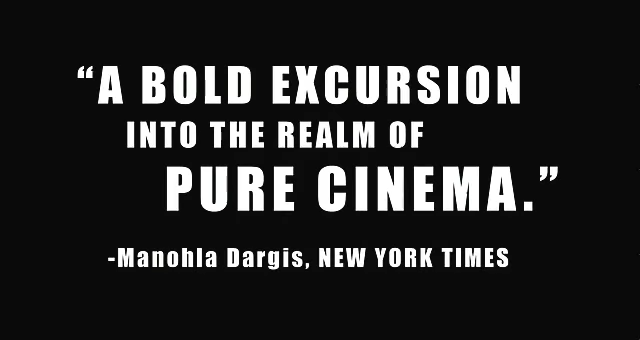 “A BOLD EXCURSION
INTO THE REALM OF
PURE CINEMA.”
-Manohla Dargis, NEW YORK TIMES